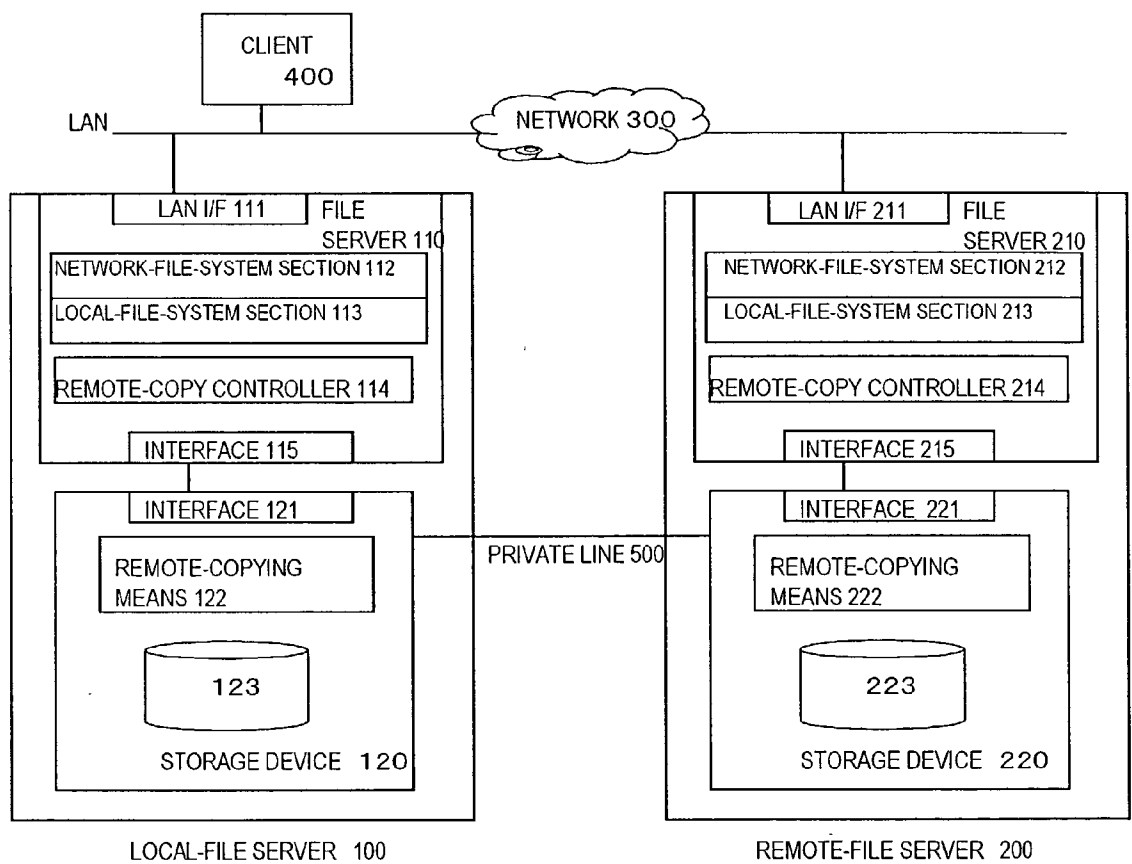 CLIENT
400
LAN
NETWORK 300
LAN I/F 111
FILE
SERVER 110
NETWORK-FILE-SYSTEM SECTION 112
LOCAL-FILE-SYSTEM SECTION 113
REMOTE-COPY CONTROLLER 114
INTERFACE 115
INTERFACE 121
REMOTE-COPYING
MEANS 122
123
STORAGE DEVICE 120
LOCAL-FILE SERVER 100
PRIVATE LINE 500
LAN I/F 211
FILE
SERVER 210
NETWORK-FILE-SYSTEM SECTION 212
LOCAL-FILE-SYSTEM SECTION 213
REMOTE-COPY CONTROLLER 214
INTERFACE 215
INTERFACE 221
REMOTE-COPYING
MEANS 222
223
STORAGE DEVICE 220
REMOTE-FILE SERVER 200